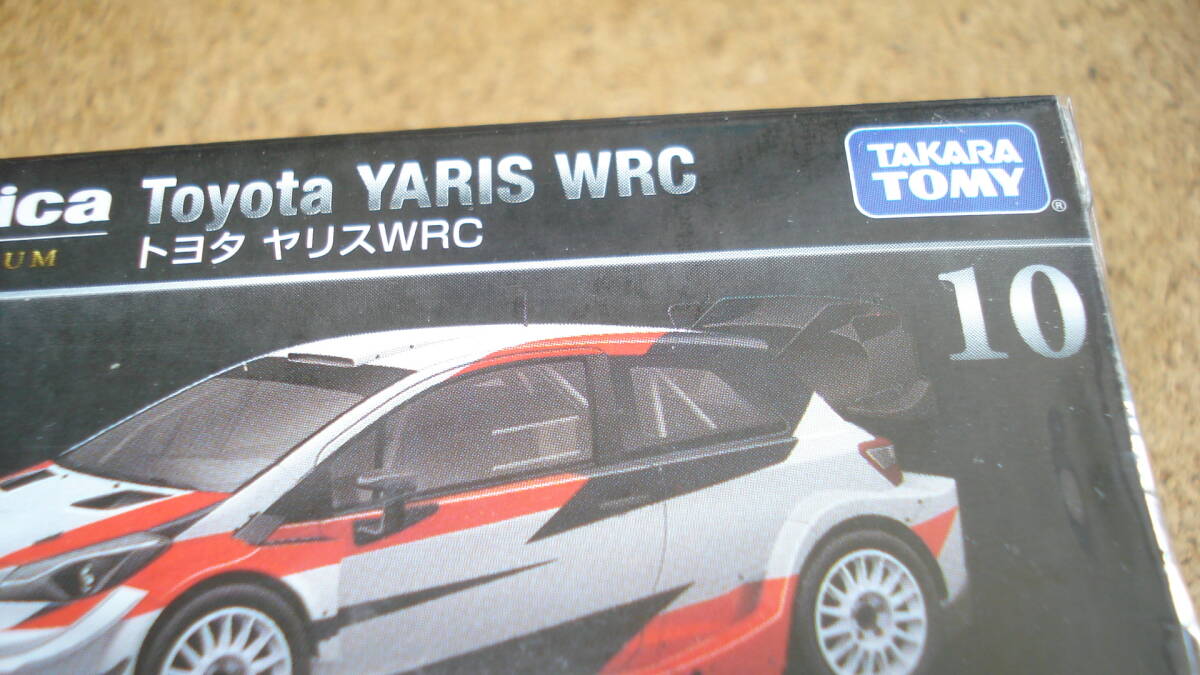 ica Toyota YARIS WRC
UM トヨタ ヤリスWRC
TAKARA
TOMY
®
10